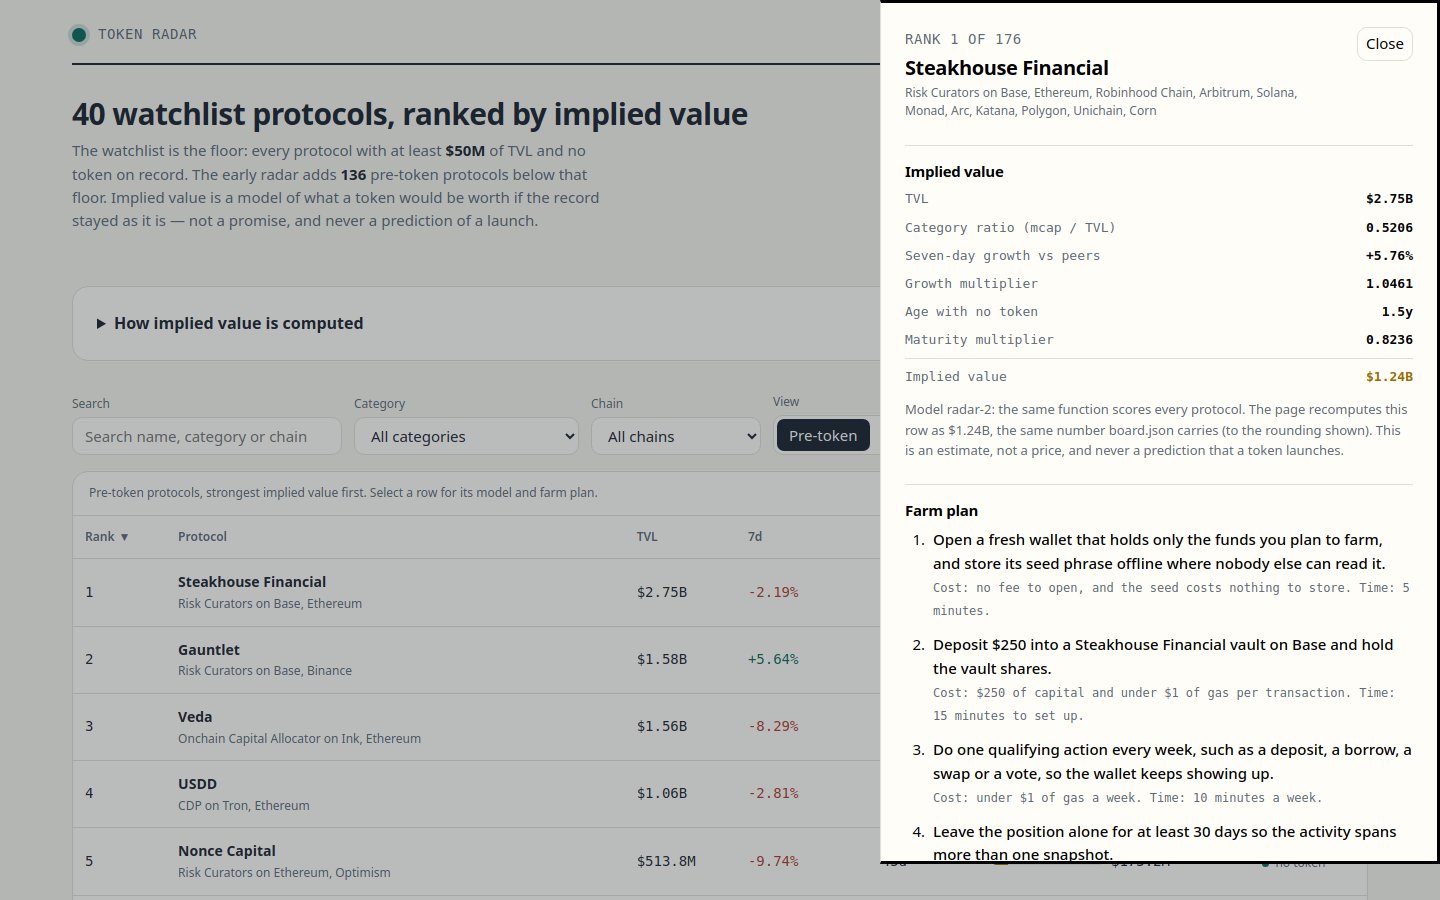 TOKEN RADAR
40 watchlist protocols, ranked by implied value
The watchlist is the floor: every protocol with at least $50M of TVL and no
token on record. The early radar adds 136 pre-token protocols below that
floor. Implied value is a model of what a token would be worth if the record
stayed as it is — not a promise, and never a prediction of a launch.
How implied value is computed
Search
Category
Chain
View
Search name, category or chain
All categories
All chains
Pre-token
Pre-token protocols, strongest implied value first. Select a row for its model and farm plan.
Rank ▼ Protocol TVL 7d
1 Steakhouse Financial $2.75B -2.19%
Risk Curators on Base, Ethereum
2 Gauntlet $1.58B +5.64%
Risk Curators on Base, Binance
3 Veda $1.56B -8.29%
Onchain Capital Allocator on Ink, Ethereum
4 USDD $1.06B -2.81%
CDP on Tron, Ethereum
5 Nonce Capital $513.8M -9.74%
Risk Curators on Ethereum, Optimism
RANK 1 OF 176
Close
Steakhouse Financial
Risk Curators on Base, Ethereum, Robinhood Chain, Arbitrum, Solana,
Monad, Arc, Katana, Polygon, Unichain, Corn
Implied value
TVL $2.75B
Category ratio (mcap / TVL) 0.5206
Seven-day growth vs peers +5.76%
Growth multiplier 1.0461
Age with no token 1.5y
Maturity multiplier 0.8236
Implied value $1.24B
Model radar-2: the same function scores every protocol. The page recomputes this
row as $1.24B, the same number board.json carries (to the rounding shown). This
is an estimate, not a price, and never a prediction that a token launches.
Farm plan
1. Open a fresh wallet that holds only the funds you plan to farm,
and store its seed phrase offline where nobody else can read it.
Cost: no fee to open, and the seed costs nothing to store. Time: 5
minutes.
2. Deposit $250 into a Steakhouse Financial vault on Base and hold
the vault shares.
Cost: $250 of capital and under $1 of gas per transaction. Time:
15 minutes to set up.
3. Do one qualifying action every week, such as a deposit, a borrow, a
swap or a vote, so the wallet keeps showing up.
Cost: under $1 of gas a week. Time: 10 minutes a week.
4. Leave the position alone for at least 30 days so the activity spans
more than one snapshot.
no token